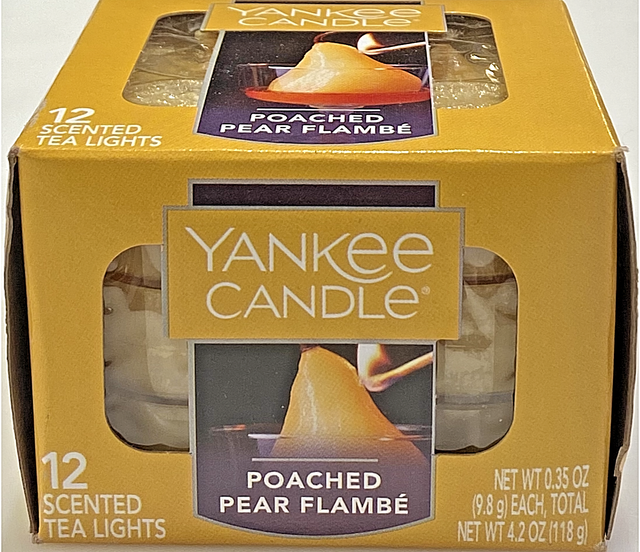 YANKEE
CANDLE
POACHED
PEAR FLAMBÉ
12
SCENTED
TEA LIGHTS
YANKEE
CANDLE®
POACHED
PEAR FLAMBÉ
12
SCENTED
TEA LIGHTS
NET WT 0.35 OZ
(9.8 g) EACH, TOTAL
NET WT 4.2 OZ (118 g)